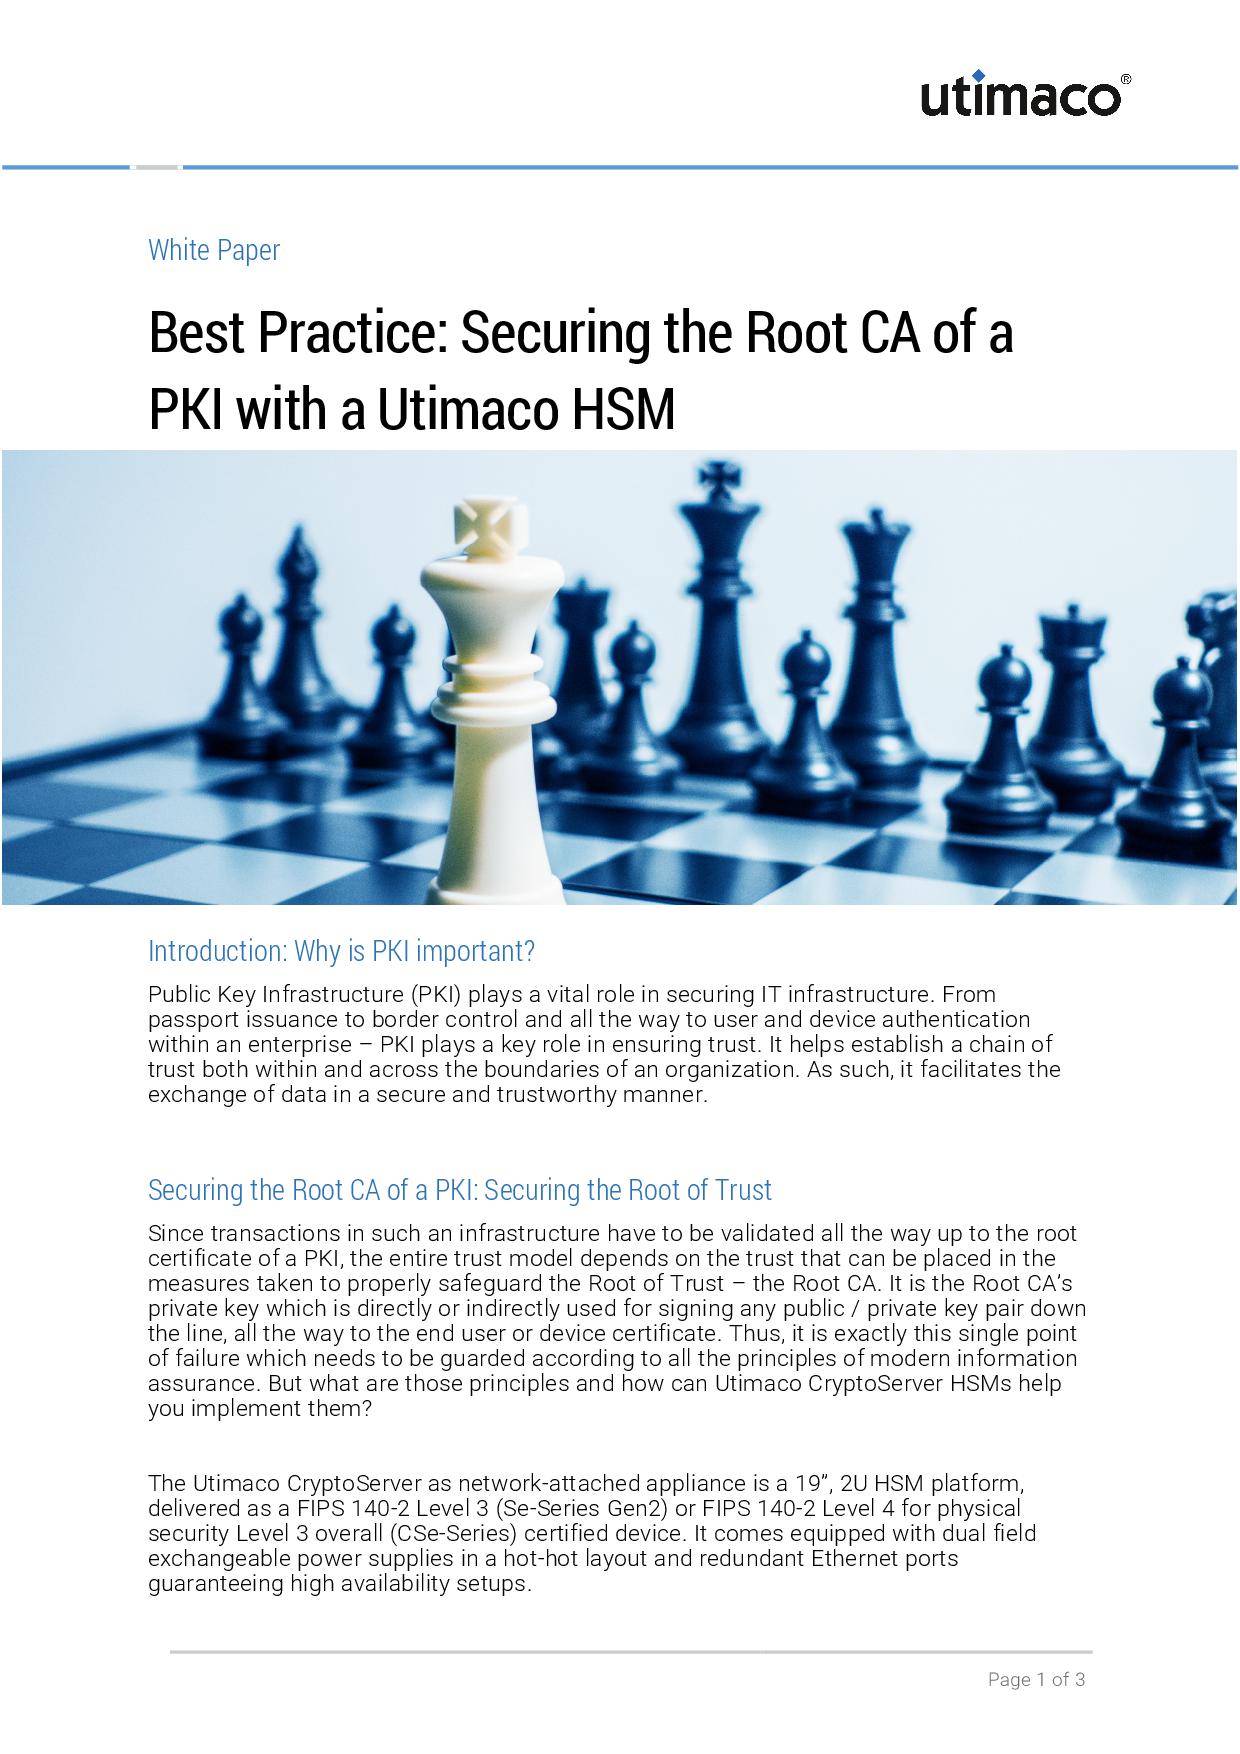 utimaco®
White Paper
Best Practice: Securing the Root CA of a
PKI with a Utimaco HSM
Introduction: Why is PKI important?
Public Key Infrastructure (PKI) plays a vital role in securing IT infrastructure. From
passport issuance to border control and all the way to user and device authentication
within an enterprise – PKI plays a key role in ensuring trust. It helps establish a chain of
trust both within and across the boundaries of an organization. As such, it facilitates the
exchange of data in a secure and trustworthy manner.
Securing the Root CA of a PKI: Securing the Root of Trust
Since transactions in such an infrastructure have to be validated all the way up to the root
certificate of a PKI, the entire trust model depends on the trust that can be placed in the
measures taken to properly safeguard the Root of Trust – the Root CA. It is the Root CA’s
private key which is directly or indirectly used for signing any public / private key pair down
the line, all the way to the end user or device certificate. Thus, it is exactly this single point
of failure which needs to be guarded according to all the principles of modern information
assurance. But what are those principles and how can Utimaco CryptoServer HSMs help
you implement them?
The Utimaco CryptoServer as network-attached appliance is a 19”, 2U HSM platform,
delivered as a FIPS 140-2 Level 3 (Se-Series Gen2) or FIPS 140-2 Level 4 for physical
security Level 3 overall (CSe-Series) certified device. It comes equipped with dual field
exchangeable power supplies in a hot-hot layout and redundant Ethernet ports
guaranteeing high availability setups.
Page 1 of 3